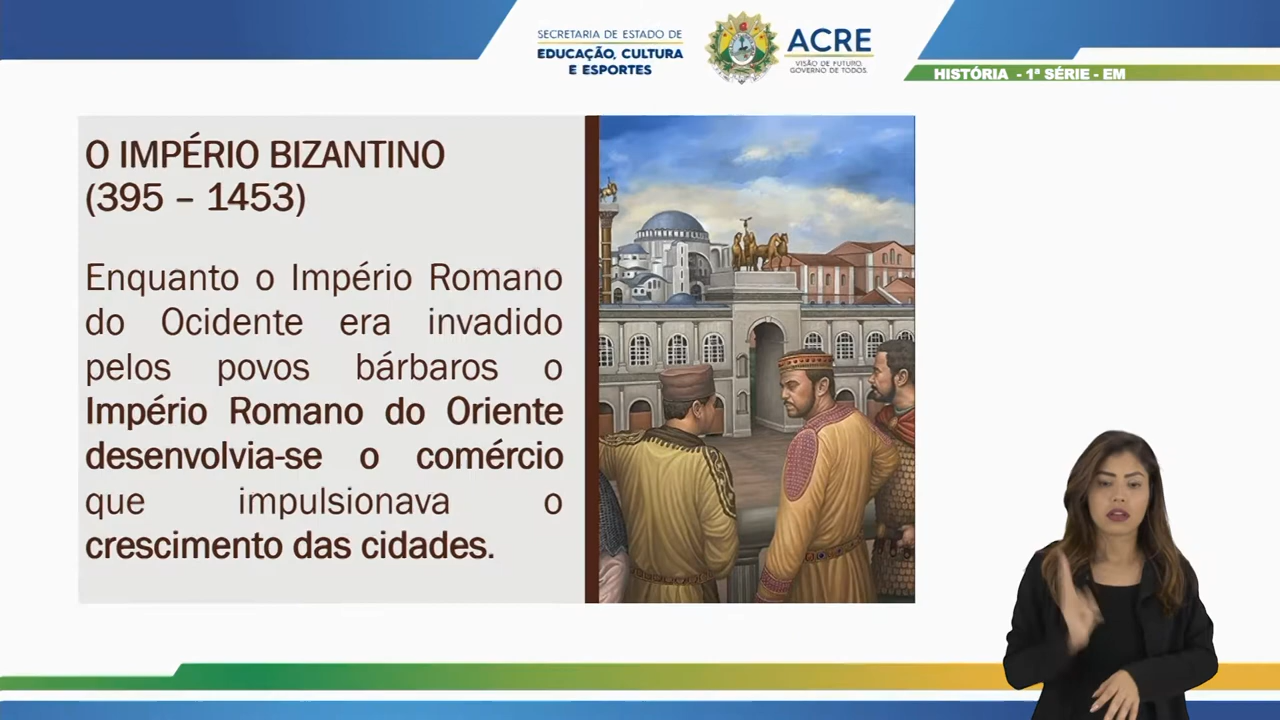 SECRETARIA DE ESTADO DE
EDUCAÇÃO, CULTURA
E ESPORTES
ACRE
VISÃO DE FUTURO.
GOVERNO DE TODOS.
HISTÓRIA - 1ª SÉRIE - EM
O IMPÉRIO BIZANTINO
(395 – 1453)
Enquanto o Império Romano
do Ocidente era invadido
pelos povos bárbaros o
Império Romano do Oriente
desenvolvia-se o comércio
que impulsionava o
crescimento das cidades.